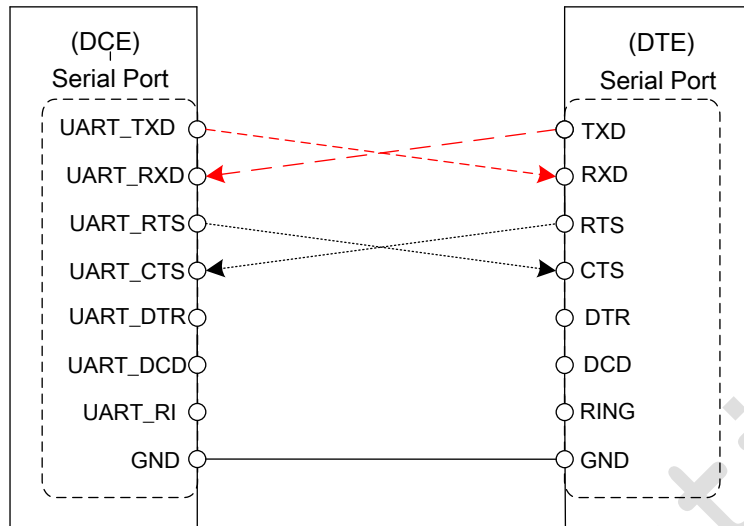 (DCE)
Serial Port
UART_TXD
UART_RXD
UART_RTS
UART_CTS
UART_DTR
UART_DCD
UART_RI
GND
(DTE)
Serial Port
TXD
RXD
RTS
CTS
DTR
DCD
RING
GND